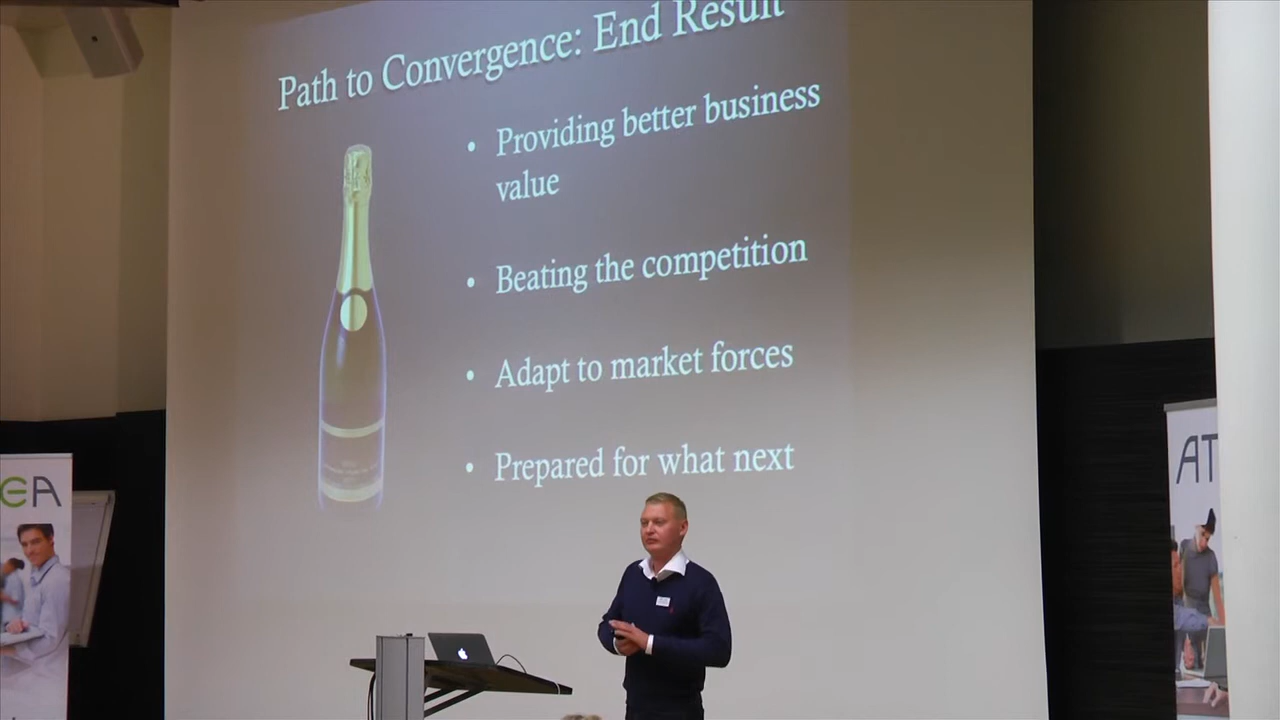 Path to Convergence: End Result
• Providing better business
value
• Beating the competition
• Adapt to market forces
• Prepared for what next
EA
AT